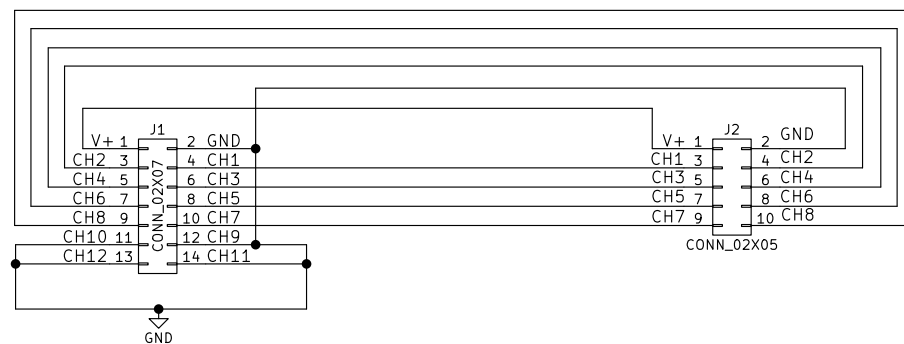 J1
J2
V+ 1 2 GND
V+ 1 2 GND
CH2 3 4 CH1
CH1 3 4 CH2
CH4 5 6 CH3
CH3 5 6 CH4
CH6 7 8 CH5
CH5 7 8 CH6
CH8 9 10 CH7
CH7 9 10 CH8
CH10 11 12 CH9
CH12 13 14 CH11
CONN_02X07
CONN_02X05
GND